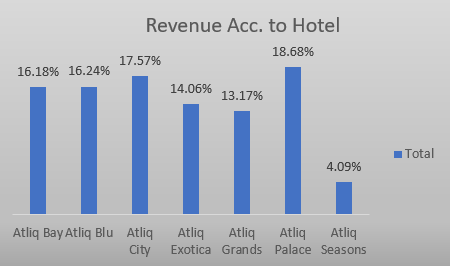 Revenue Acc. to Hotel
16.18%
16.24%
17.57%
14.06%
13.17%
18.68%
4.09%
Total
Atliq Bay
Atliq Blu
Atliq
City
Atliq
Exotica
Atliq
Grands
Atliq
Palace
Atliq
Seasons